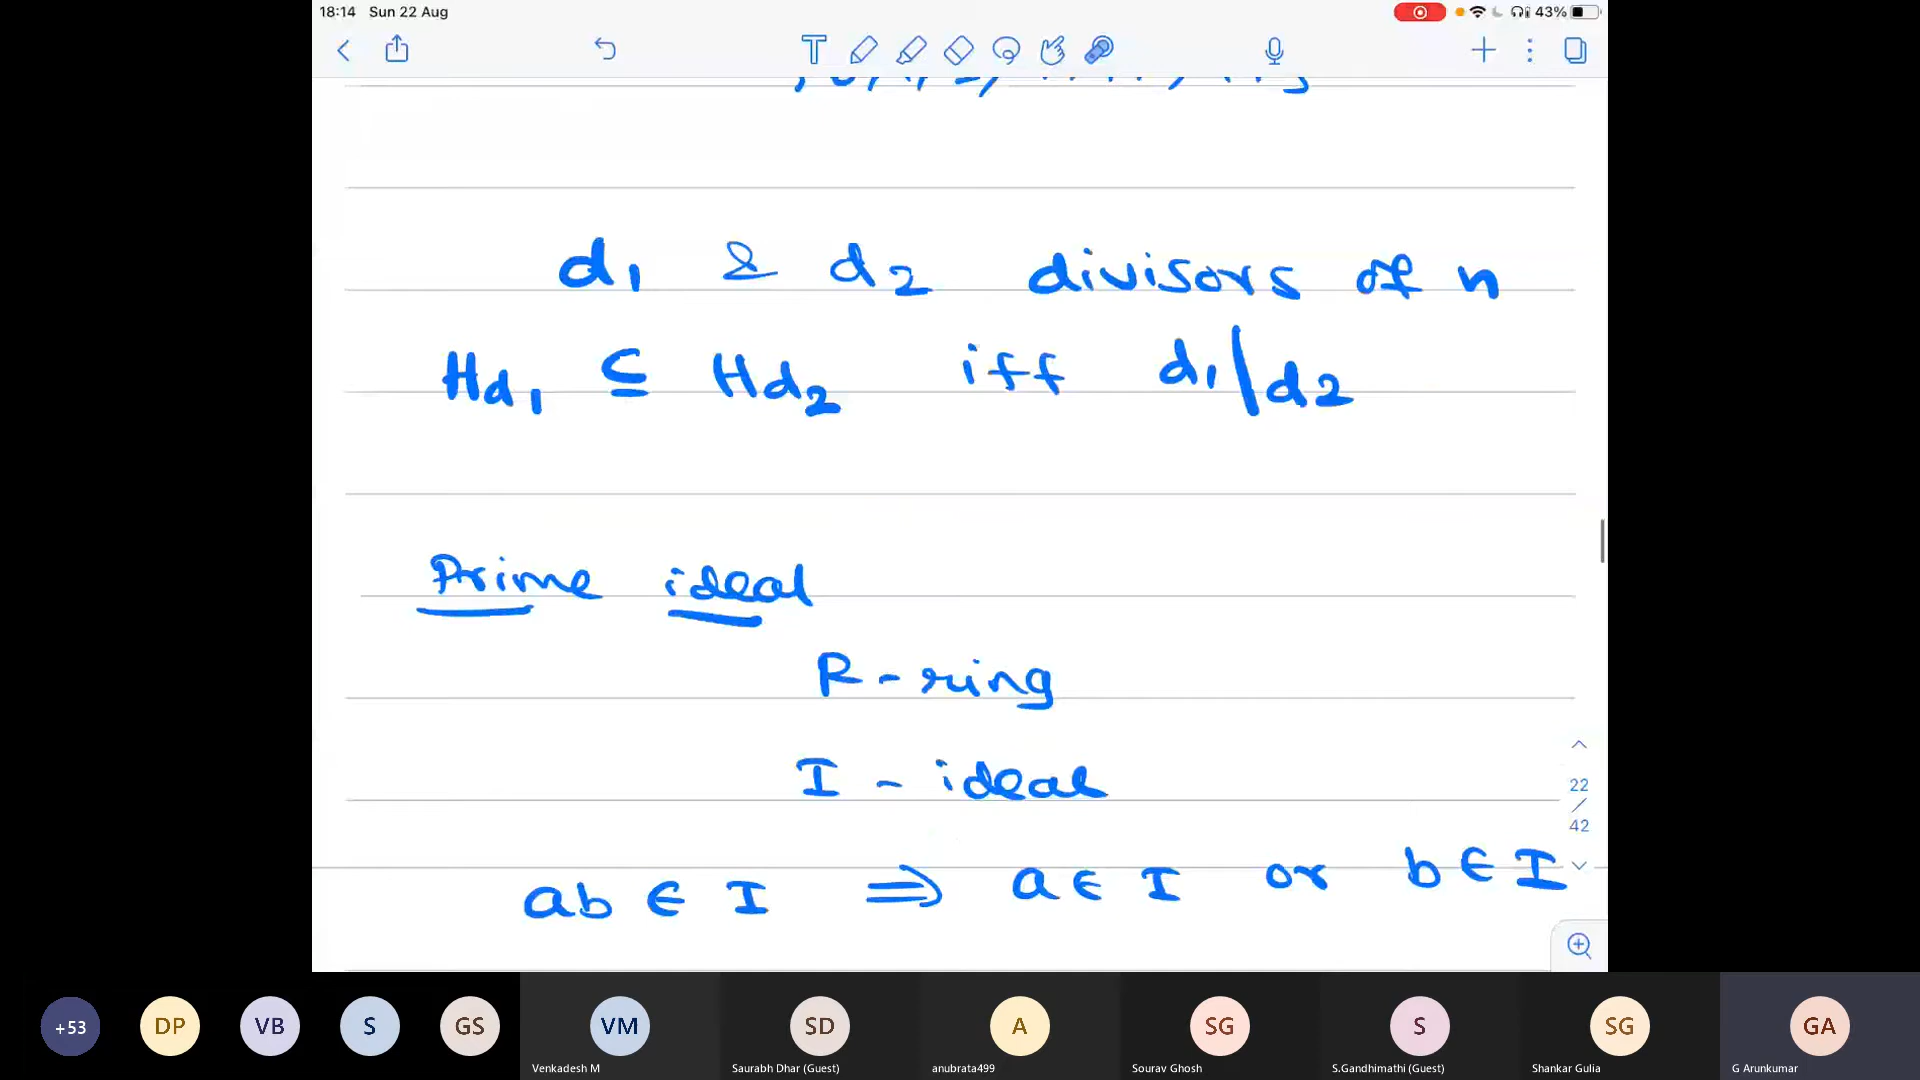 18:14 Sun 22 Aug
43%
d1 & d2 divisors of n
Hd1 ⊆ Hd2 iff d1/d2
Prime ideal
R - ring
I - ideal
22
/
42
ab ∈ I ⟹ a ∈ I or b ∈ I
+53 DP VB S GS VM SD A SG S SG GA
Venkadesh M Saurabh Dhar (Guest) anubrata499 Sourav Ghosh S.Gandhimathi (Guest) Shankar Gulia G Arunkumar